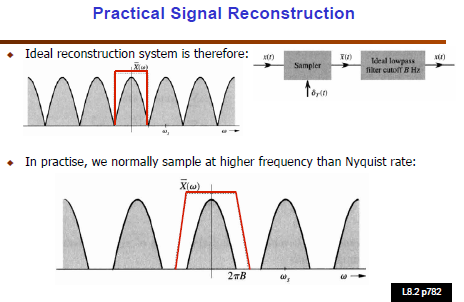 Practical Signal Reconstruction
Ideal reconstruction system is therefore:
x(t)
Sampler
x̄(t)
Ideal lowpass
filter cutoff B Hz
x(t)
δT(t)
X̄(ω)
ωs
ω
In practise, we normally sample at higher frequency than Nyquist rate:
X̄(ω)
2πB
ωs
ω
L8.2 p782